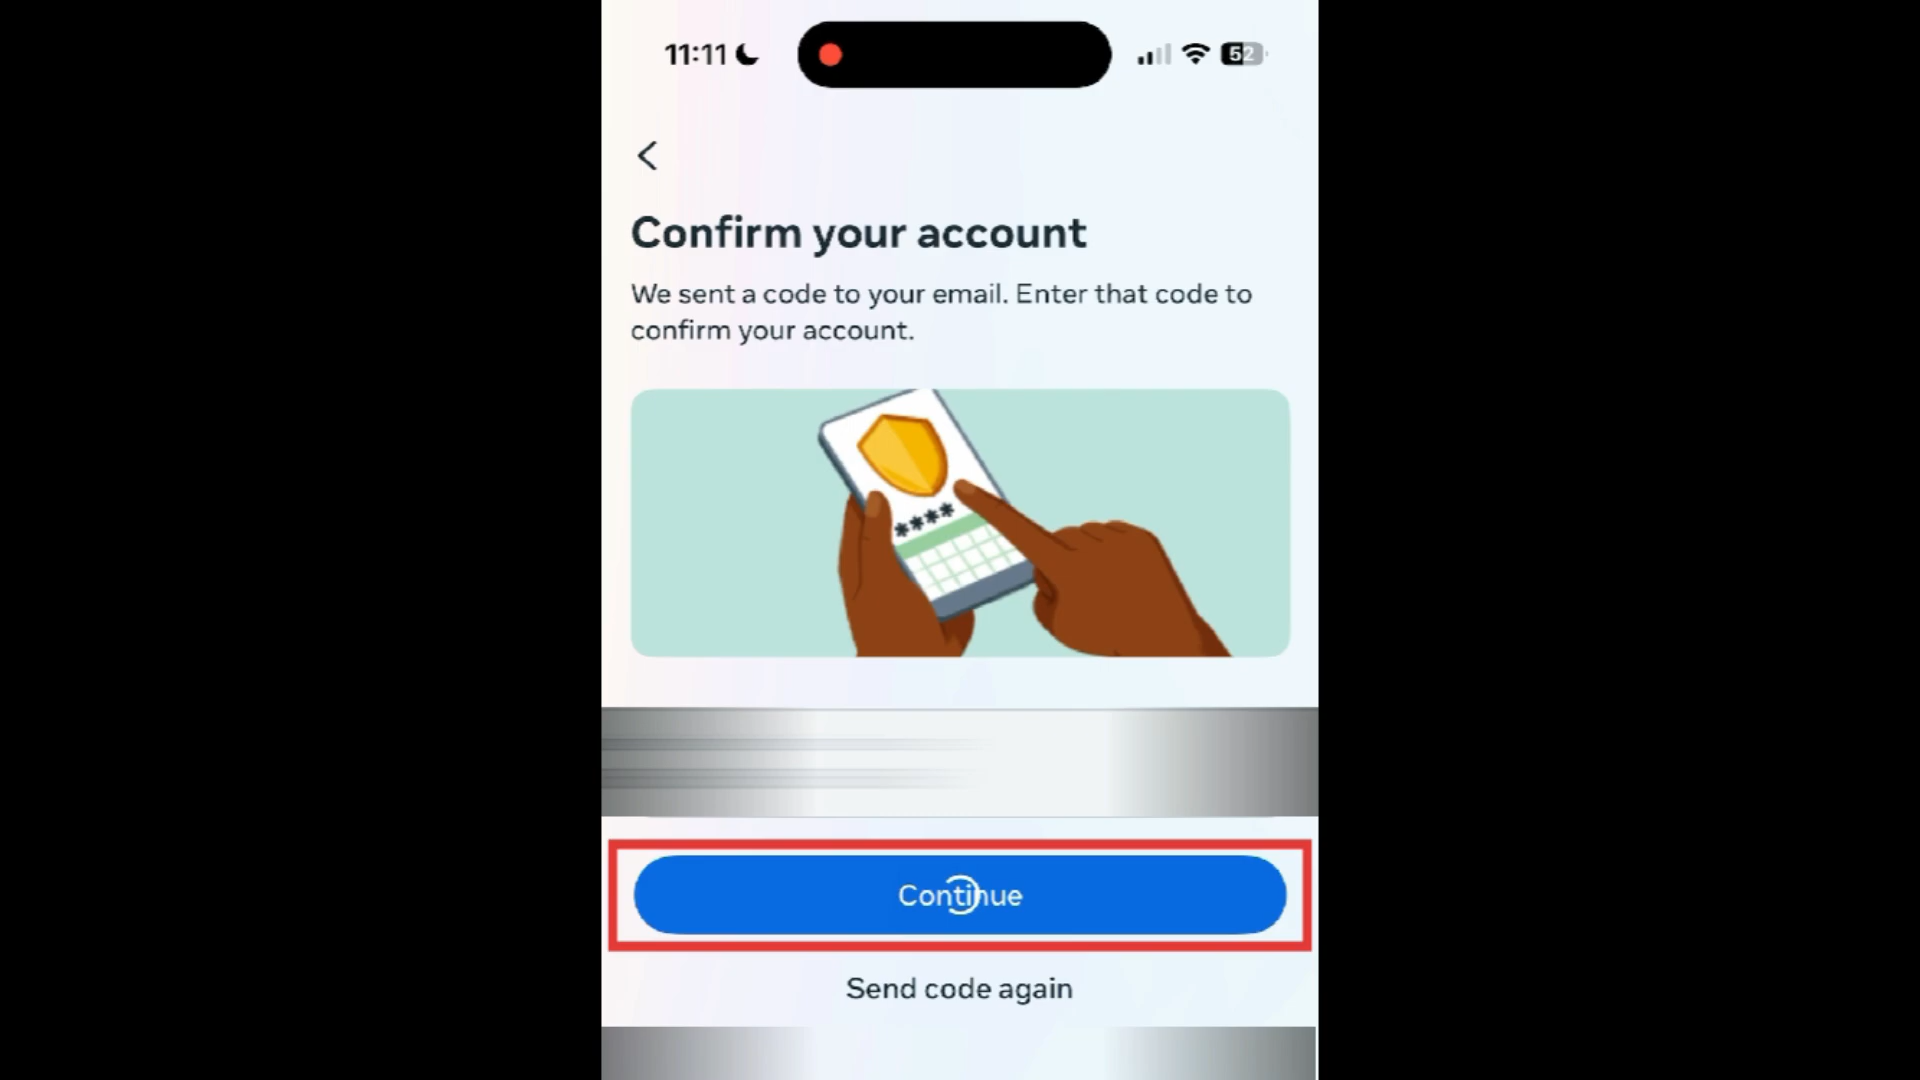 11:11
52
Confirm your account
We sent a code to your email. Enter that code to
confirm your account.
****
Continue
Send code again